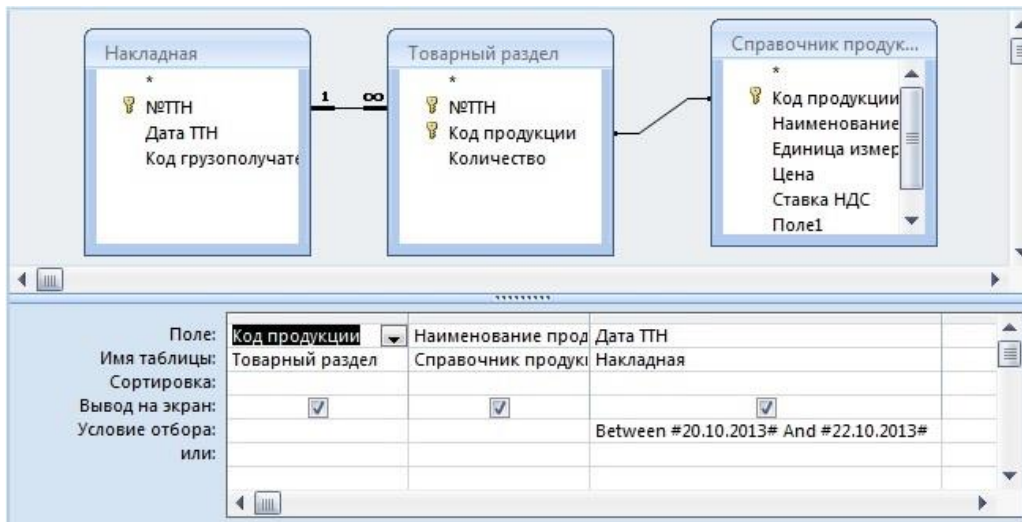 Накладная
*
№ТТН
Дата ТТН
Код грузополучате
1 ∞
Товарный раздел
*
№ТТН
Код продукции
Количество
Справочник продук...
*
Код продукции
Наименование
Единица измер
Цена
Ставка НДС
Поле1
Поле: Код продукции Наименование прод Дата ТТН
Имя таблицы: Товарный раздел Справочник продукı Накладная
Сортировка:
Вывод на экран:
Условие отбора: Between #20.10.2013# And #22.10.2013#
или: